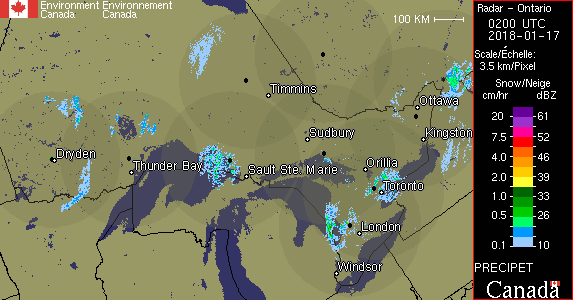 Environment Environnement
Canada Canada
100 KM
Timmins
Ottawa
Sudbury
Kingston
Dryden
Thunder Bay
Sault Ste. Marie
Orillia
Toronto
London
Windsor
Radar - Ontario
0200 UTC
2018-01-17
Scale/Échelle:
3.5 km/Pixel
Snow/Neige
cm/hr dBZ
20 61
7.5 52
4.0 46
2.0 39
1.0 33
0.5 26
0.1 10
PRECIPET
Canada